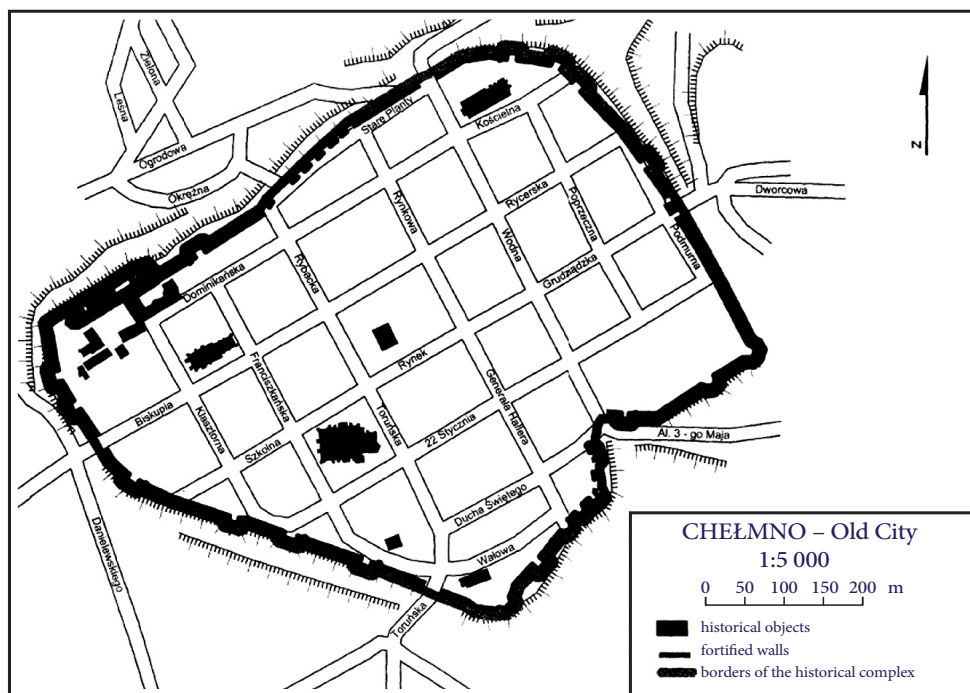 Zielona
Leśna
Ogrodowa
Okrężna
Stare Planty
Kościelna
N
Dworcowa
Rynkowa
Rycerska
Poprzeczna
Wodna
Podmurna
Dominikańska
Rybacka
Grudziądzka
Rynek
Franciszkańska
Generała Hallera
Biskupia
Klasztorna
Toruńska
22 Stycznia
Szkolna
Al. 3 - go Maja
Ducha Świętego
Wałowa
Danielewskiego
Toruńska
CHEŁMNO – Old City
1:5 000
0 50 100 150 200 m
historical objects
fortified walls
borders of the historical complex